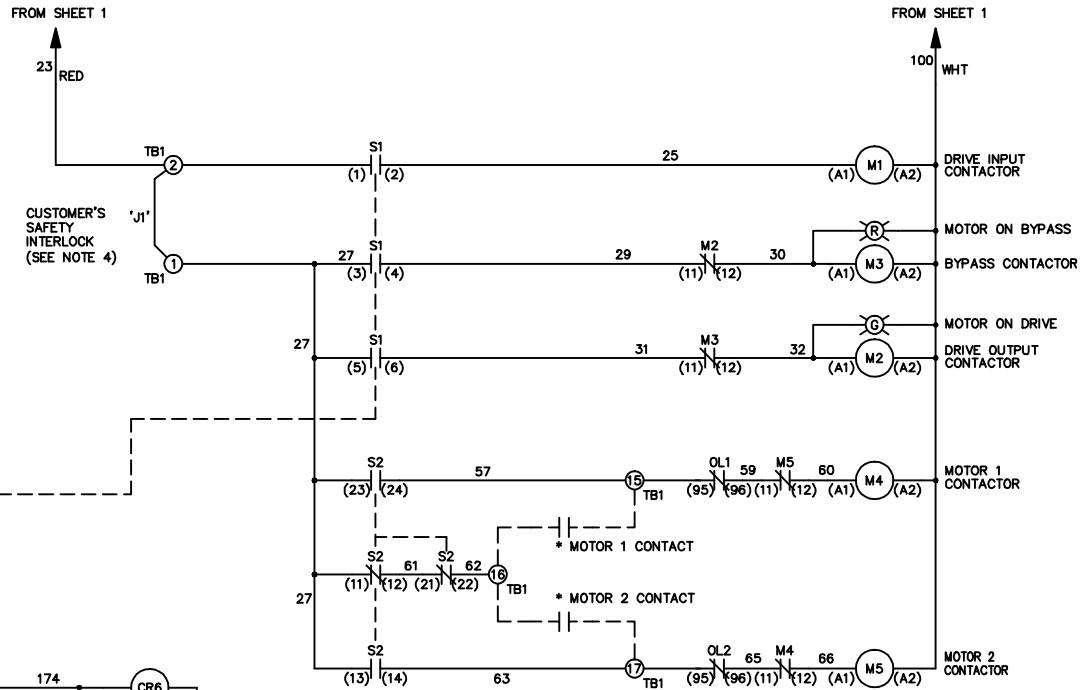 FROM SHEET 1
FROM SHEET 1
23
RED
100
WHT
TB1
2
S1
(1)
(2)
25
M1
(A1)
(A2)
DRIVE INPUT
CONTACTOR
CUSTOMER'S
SAFETY
INTERLOCK
(SEE NOTE 4)
'J1'
R
MOTOR ON BYPASS
1
TB1
27
S1
(3)
(4)
29
M2
(11)
(12)
30
M3
(A1)
(A2)
BYPASS CONTACTOR
G
MOTOR ON DRIVE
27
S1
(5)
(6)
31
M3
(11)
(12)
32
M2
(A1)
(A2)
DRIVE OUTPUT
CONTACTOR
S2
(23)
(24)
57
15
TB1
OL1
(95)
(96)
59
M5
(11)
(12)
60
M4
(A1)
(A2)
MOTOR 1
CONTACTOR
* MOTOR 1 CONTACT
S2
(11)
(12)
61
S2
(21)
(22)
62
16
TB1
* MOTOR 2 CONTACT
27
S2
(13)
(14)
63
17
TB1
OL2
(95)
(96)
65
M4
(11)
(12)
66
M5
(A1)
(A2)
MOTOR 2
CONTACTOR
174
CR6